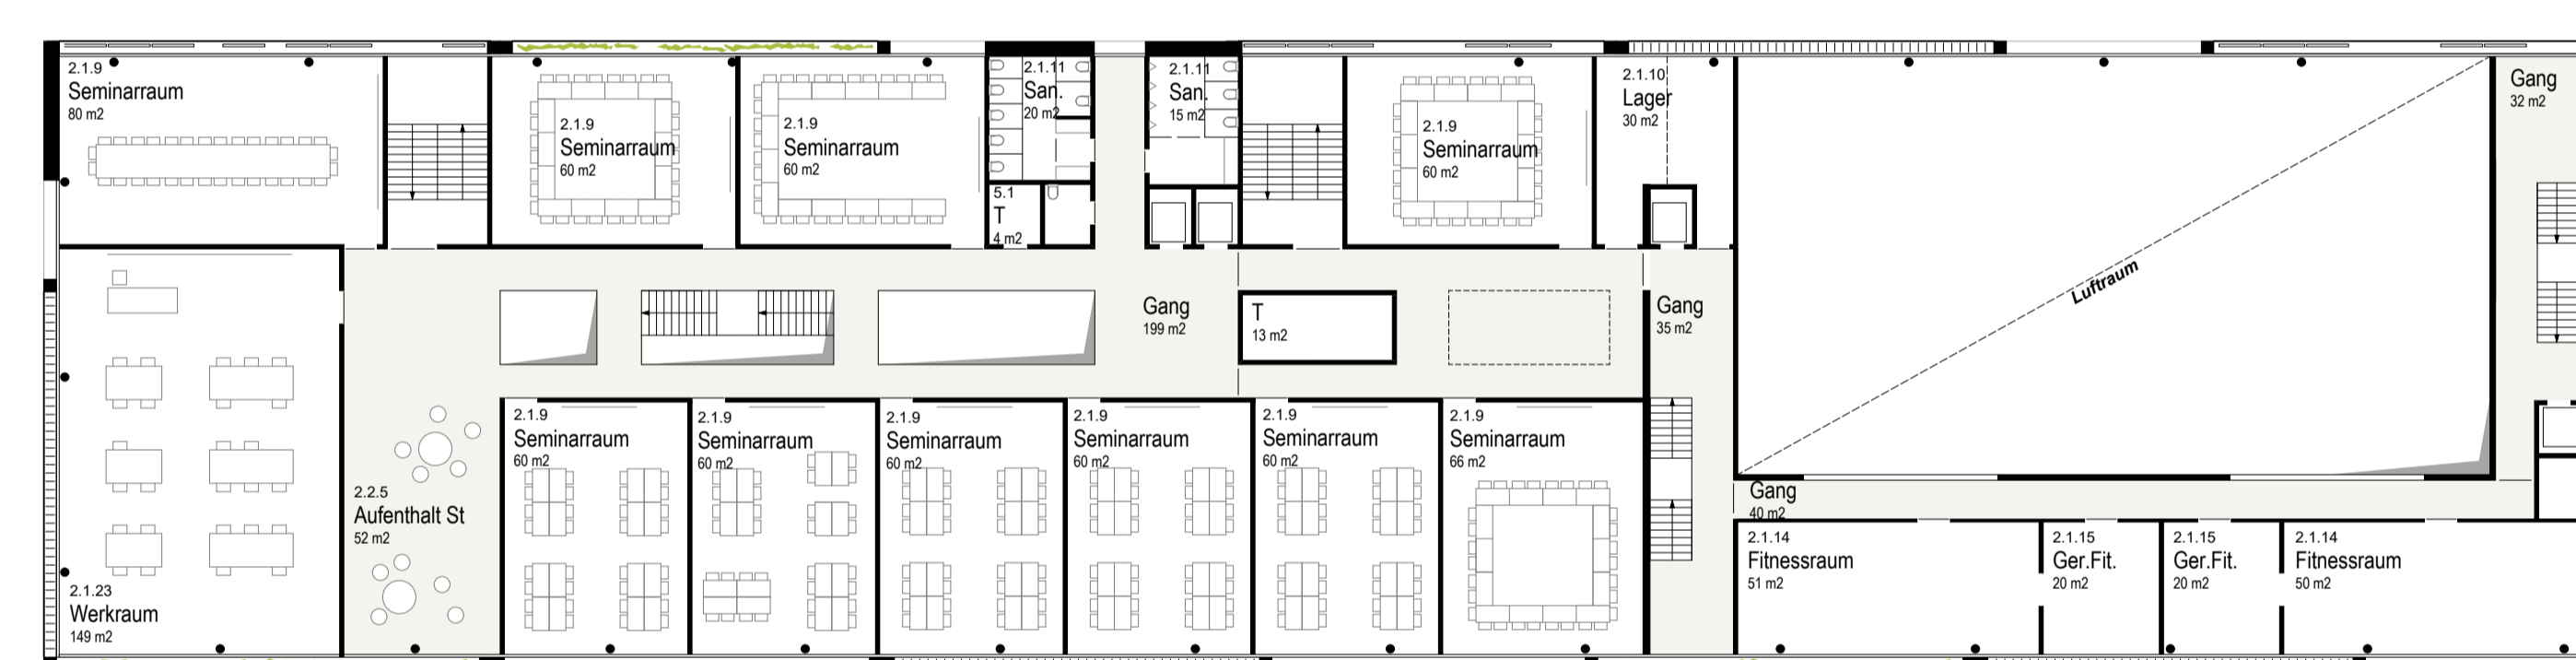 2.1.9
Seminarraum
80 m2
2.1.9
Seminarraum
60 m2
2.1.9
Seminarraum
60 m2
2.1.11
San.
20 m2
5.1
T
4 m2
2.1.11
San.
15 m2
2.1.9
Seminarraum
60 m2
2.1.10
Lager
30 m2
Luftraum
Gang
32 m2
Gang
199 m2
T
13 m2
Gang
35 m2
2.1.23
Werkraum
149 m2
2.2.5
Aufenthalt St
52 m2
2.1.9
Seminarraum
60 m2
2.1.9
Seminarraum
60 m2
2.1.9
Seminarraum
60 m2
2.1.9
Seminarraum
60 m2
2.1.9
Seminarraum
60 m2
2.1.9
Seminarraum
66 m2
Gang
40 m2
2.1.14
Fitnessraum
51 m2
2.1.15
Ger.Fit.
20 m2
2.1.15
Ger.Fit.
20 m2
2.1.14
Fitnessraum
50 m2